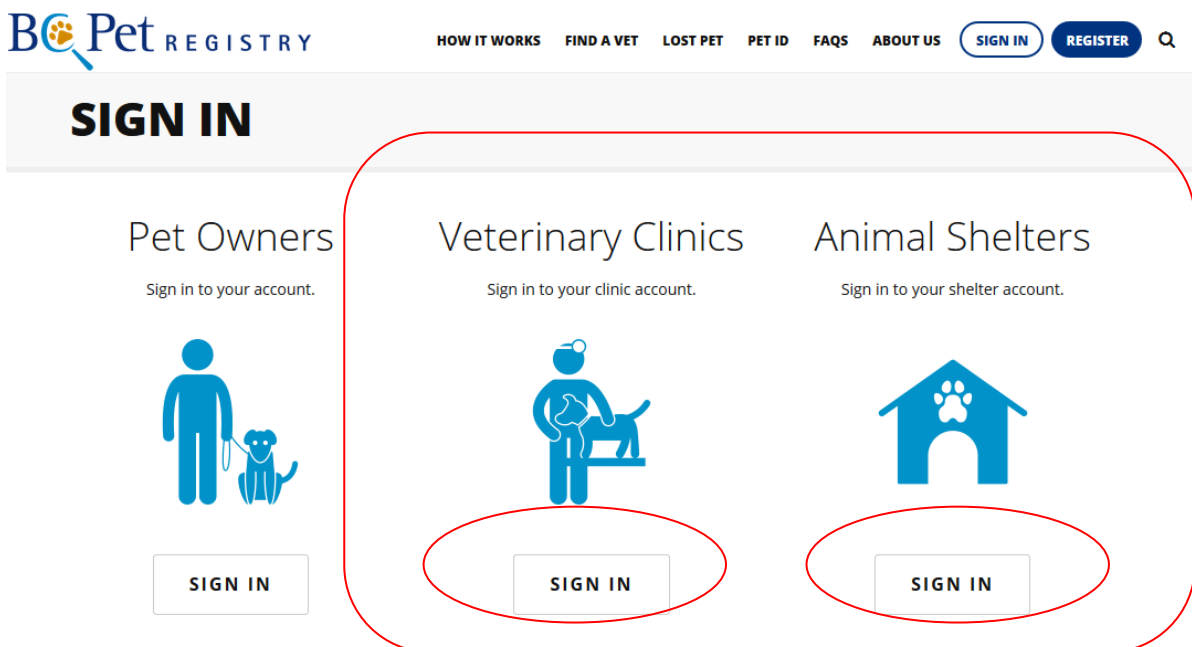 BC Pet REGISTRY
HOW IT WORKS FIND A VET LOST PET PET ID FAQS ABOUT US SIGN IN REGISTER
SIGN IN
Pet Owners
Sign in to your account.
SIGN IN
Veterinary Clinics
Sign in to your clinic account.
SIGN IN
Animal Shelters
Sign in to your shelter account.
SIGN IN